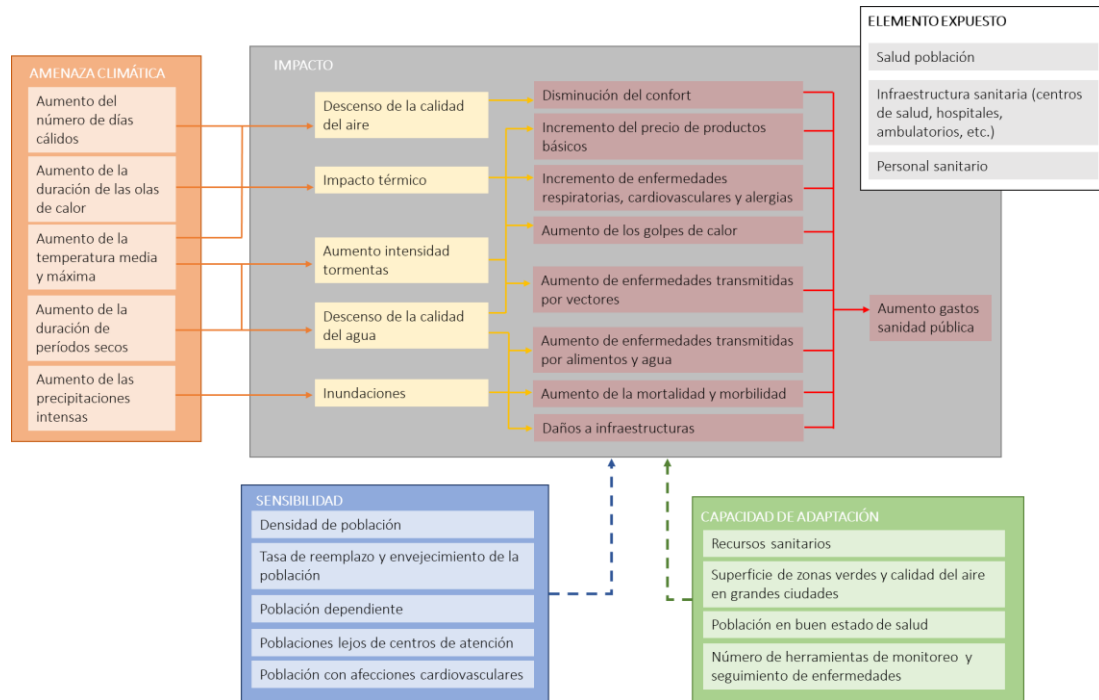 ELEMENTO EXPUESTO
Salud población
Infraestructura sanitaria (centros
de salud, hospitales,
ambulatorios, etc.)
Personal sanitario
AMENAZA CLIMÁTICA
Aumento del
número de días
cálidos
Aumento de la
duración de las olas
de calor
Aumento de la
temperatura media
y máxima
Aumento de la
duración de
períodos secos
Aumento de las
precipitaciones
intensas
IMPACTO
Descenso de la calidad
del aire
Impacto térmico
Aumento intensidad
tormentas
Descenso de la calidad
del agua
Inundaciones
Disminución del confort
Incremento del precio de productos
básicos
Incremento de enfermedades
respiratorias, cardiovasculares y alergias
Aumento de los golpes de calor
Aumento de enfermedades transmitidas
por vectores
Aumento de enfermedades transmitidas
por alimentos y agua
Aumento de la mortalidad y morbilidad
Daños a infraestructuras
Aumento gastos
sanidad pública
SENSIBILIDAD
Densidad de población
Tasa de reemplazo y envejecimiento de la
población
Población dependiente
Poblaciones lejos de centros de atención
Población con afecciones cardiovasculares
CAPACIDAD DE ADAPTACIÓN
Recursos sanitarios
Superficie de zonas verdes y calidad del aire
en grandes ciudades
Población en buen estado de salud
Número de herramientas de monitoreo y
seguimiento de enfermedades